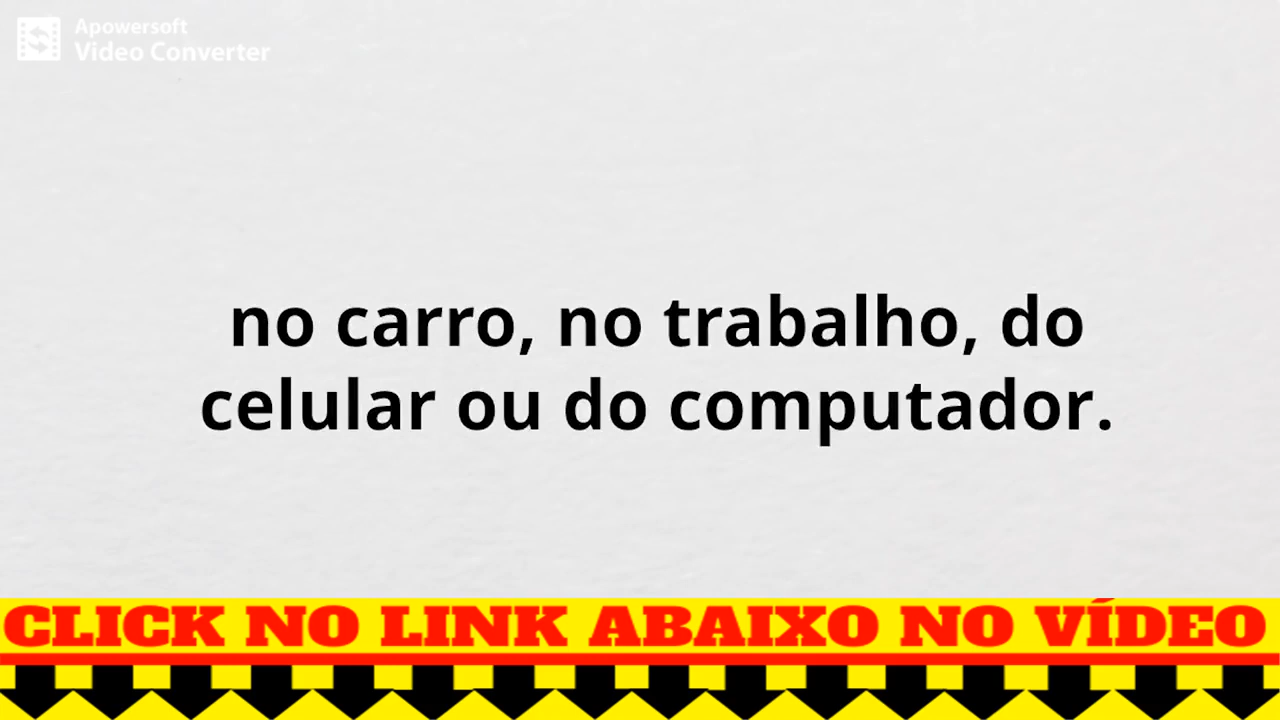 Apowersoft
Video Converter
no carro, no trabalho, do
celular ou do computador.
CLICK NO LINK ABAIXO NO VÍDEO